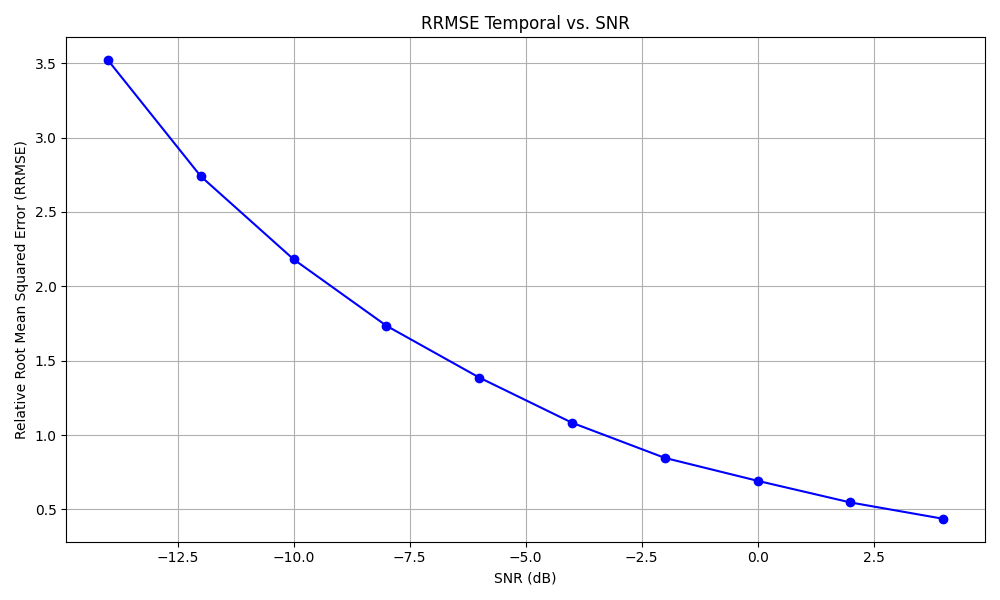 RRMSE Temporal vs. SNR
Relative Root Mean Squared Error (RRMSE)
3.5
3.0
2.5
2.0
1.5
1.0
0.5
−12.5 −10.0 −7.5 −5.0 −2.5 0.0 2.5
SNR (dB)